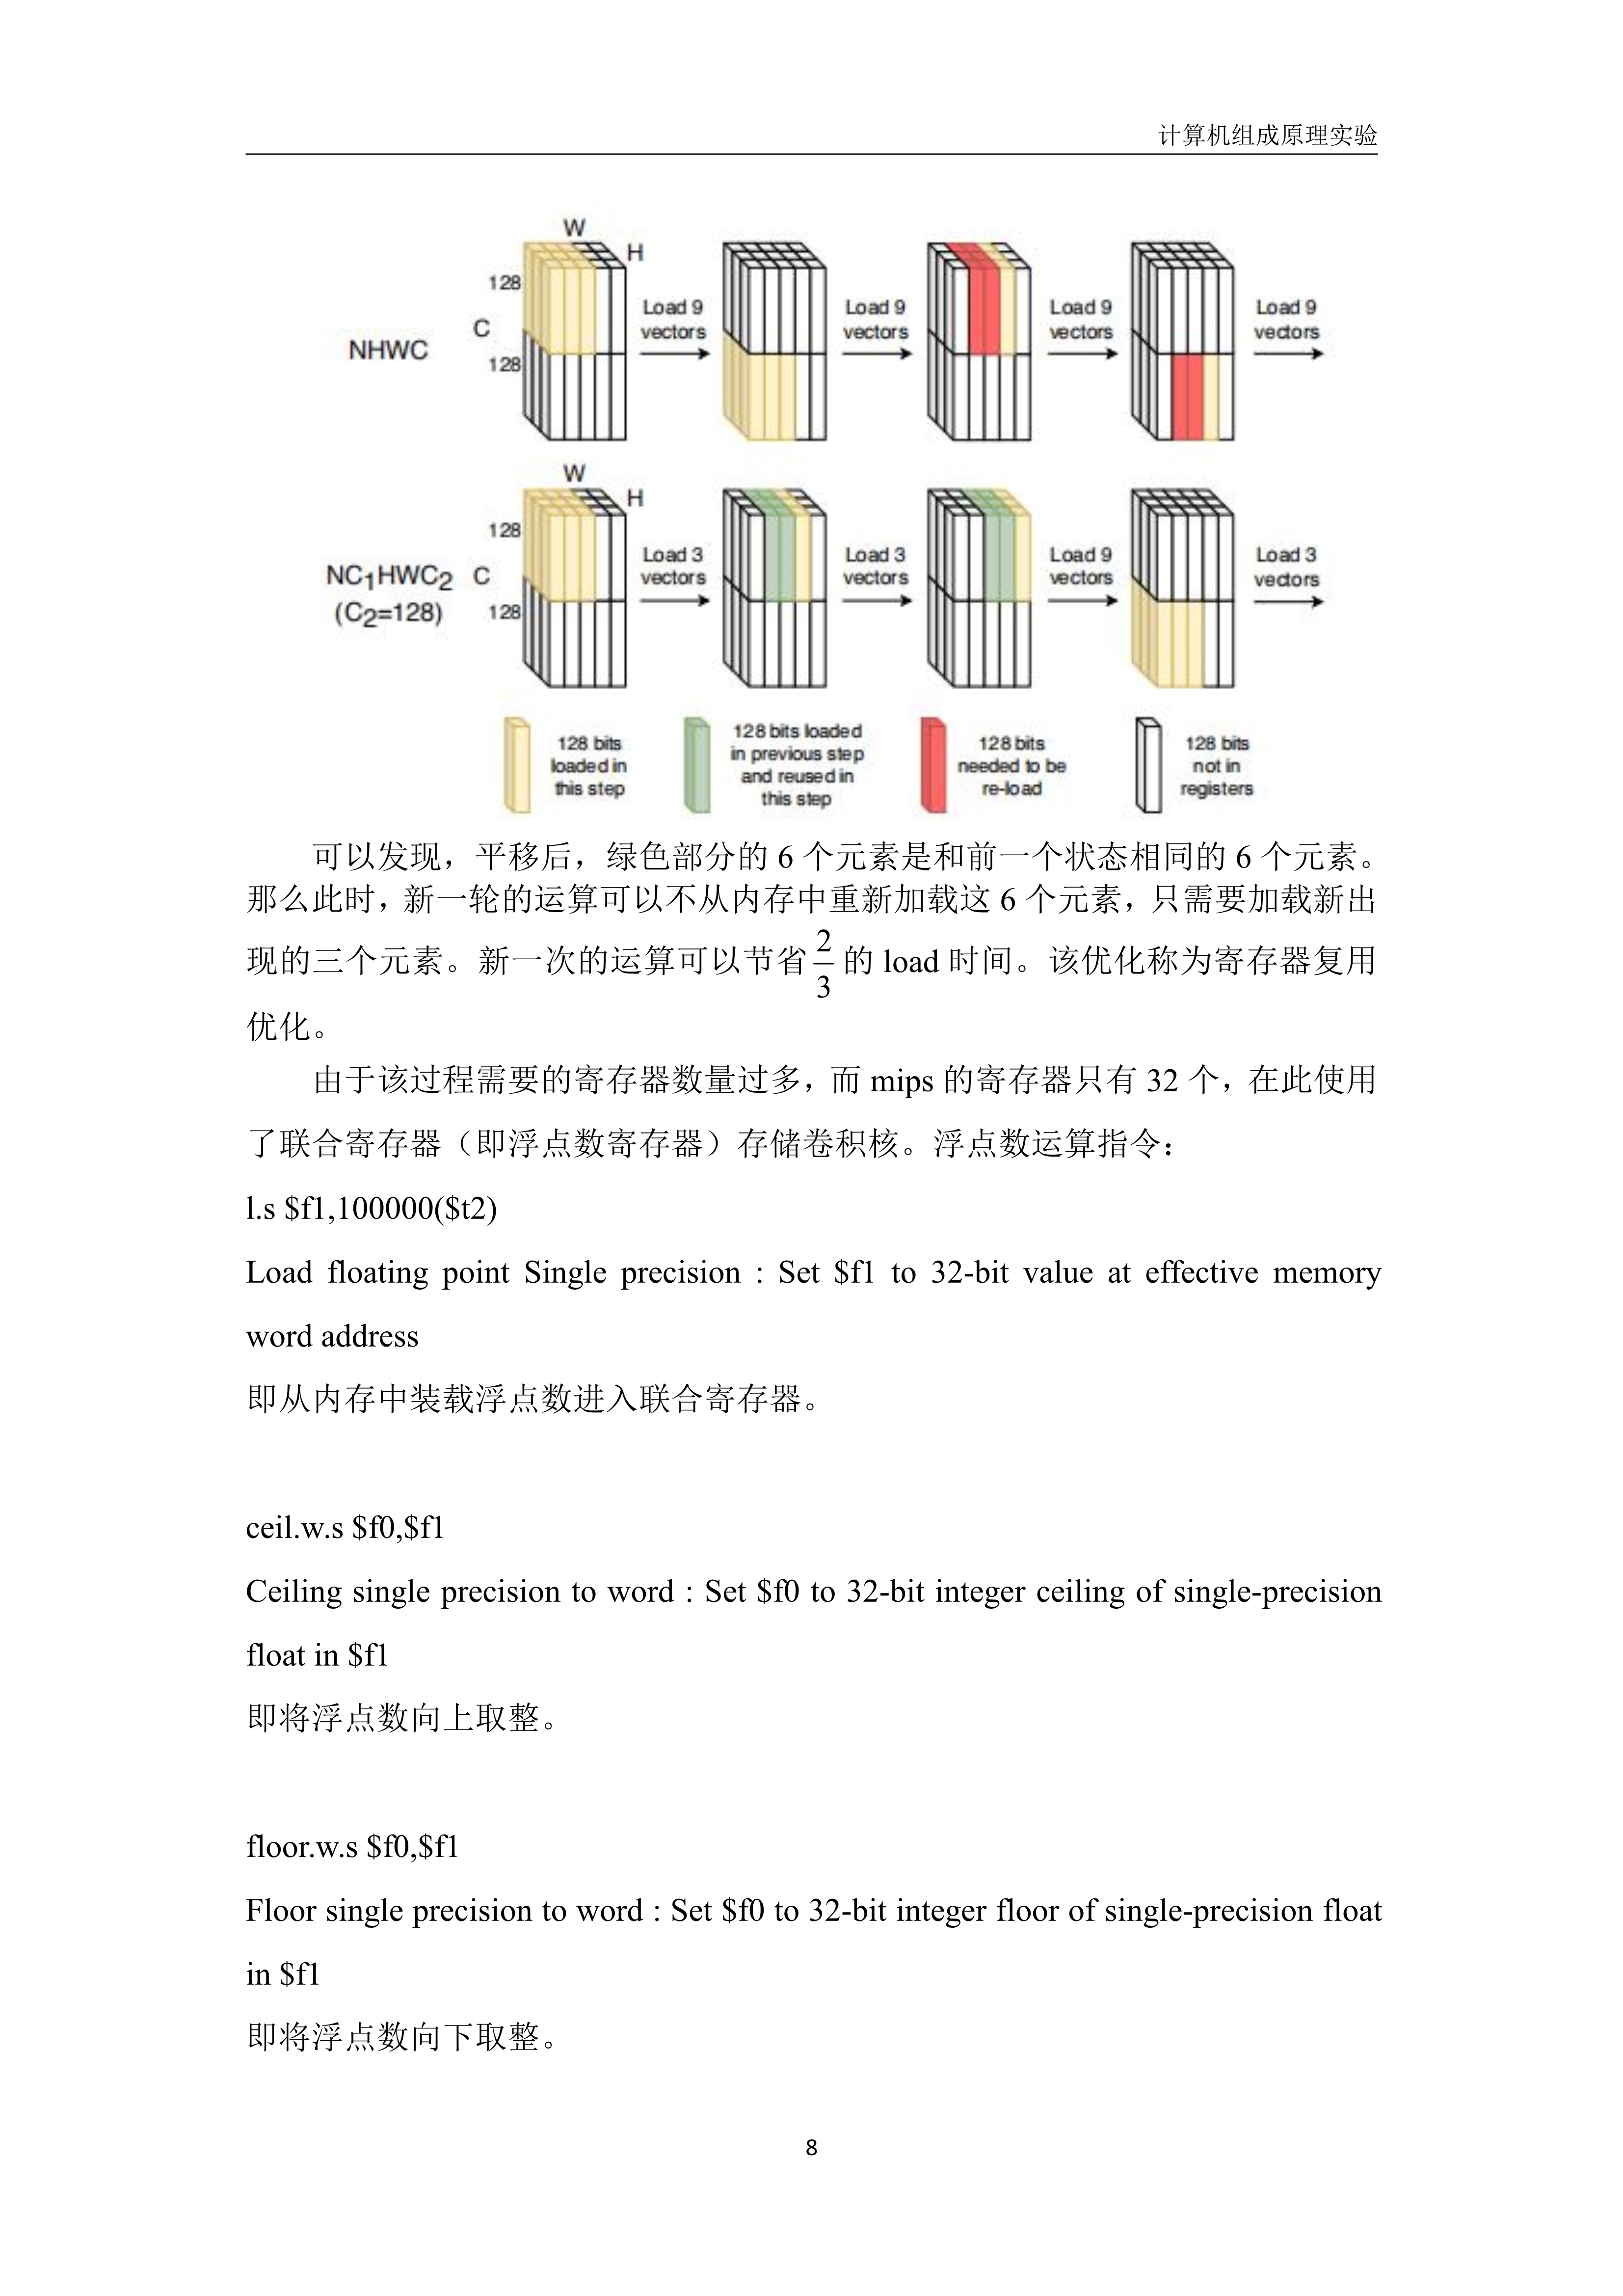 计算机组成原理实验
W
H
128
C
128
NHWC
Load 9
vectors
Load 9
vectors
Load 9
vectors
Load 9
vectors
W
H
128
C
128
NC1HWC2
(C2=128)
Load 3
vectors
Load 3
vectors
Load 9
vectors
Load 3
vectors
128 bits
loaded in
this step
128 bits loaded
in previous step
and reused in
this step
128 bits
needed to be
re-load
128 bits
not in
registers
可以发现，平移后，绿色部分的 6 个元素是和前一个状态相同的 6 个元素。
那么此时，新一轮的运算可以不从内存中重新加载这 6 个元素，只需要加载新出
现的三个元素。新一次的运算可以节省 2/3 的 load 时间。该优化称为寄存器复用
优化。
由于该过程需要的寄存器数量过多，而 mips 的寄存器只有 32 个，在此使用
了联合寄存器（即浮点数寄存器）存储卷积核。浮点数运算指令：
l.s $f1,100000($t2)
Load floating point Single precision : Set $f1 to 32-bit value at effective memory
word address
即从内存中装载浮点数进入联合寄存器。
ceil.w.s $f0,$f1
Ceiling single precision to word : Set $f0 to 32-bit integer ceiling of single-precision
float in $f1
即将浮点数向上取整。
floor.w.s $f0,$f1
Floor single precision to word : Set $f0 to 32-bit integer floor of single-precision float
in $f1
即将浮点数向下取整。
8